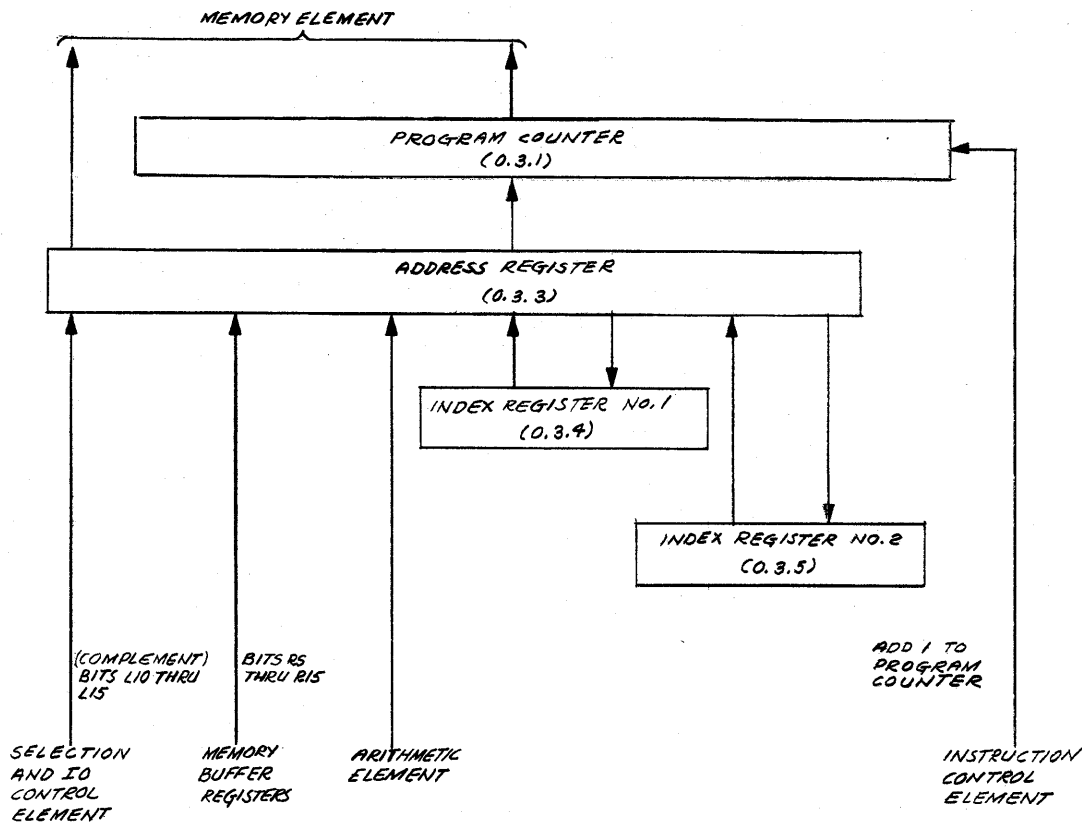 MEMORY ELEMENT
PROGRAM COUNTER
(0.3.1)
ADDRESS REGISTER
(0.3.3)
INDEX REGISTER NO. 1
(0.3.4)
INDEX REGISTER NO. 2
(0.3.5)
(COMPLEMENT)
BITS L10 THRU
L15
BITS RS
THRU R15
ADD 1 TO
PROGRAM
COUNTER
SELECTION
AND IO
CONTROL
ELEMENT
MEMORY
BUFFER
REGISTERS
ARITHMETIC
ELEMENT
INSTRUCTION
CONTROL
ELEMENT